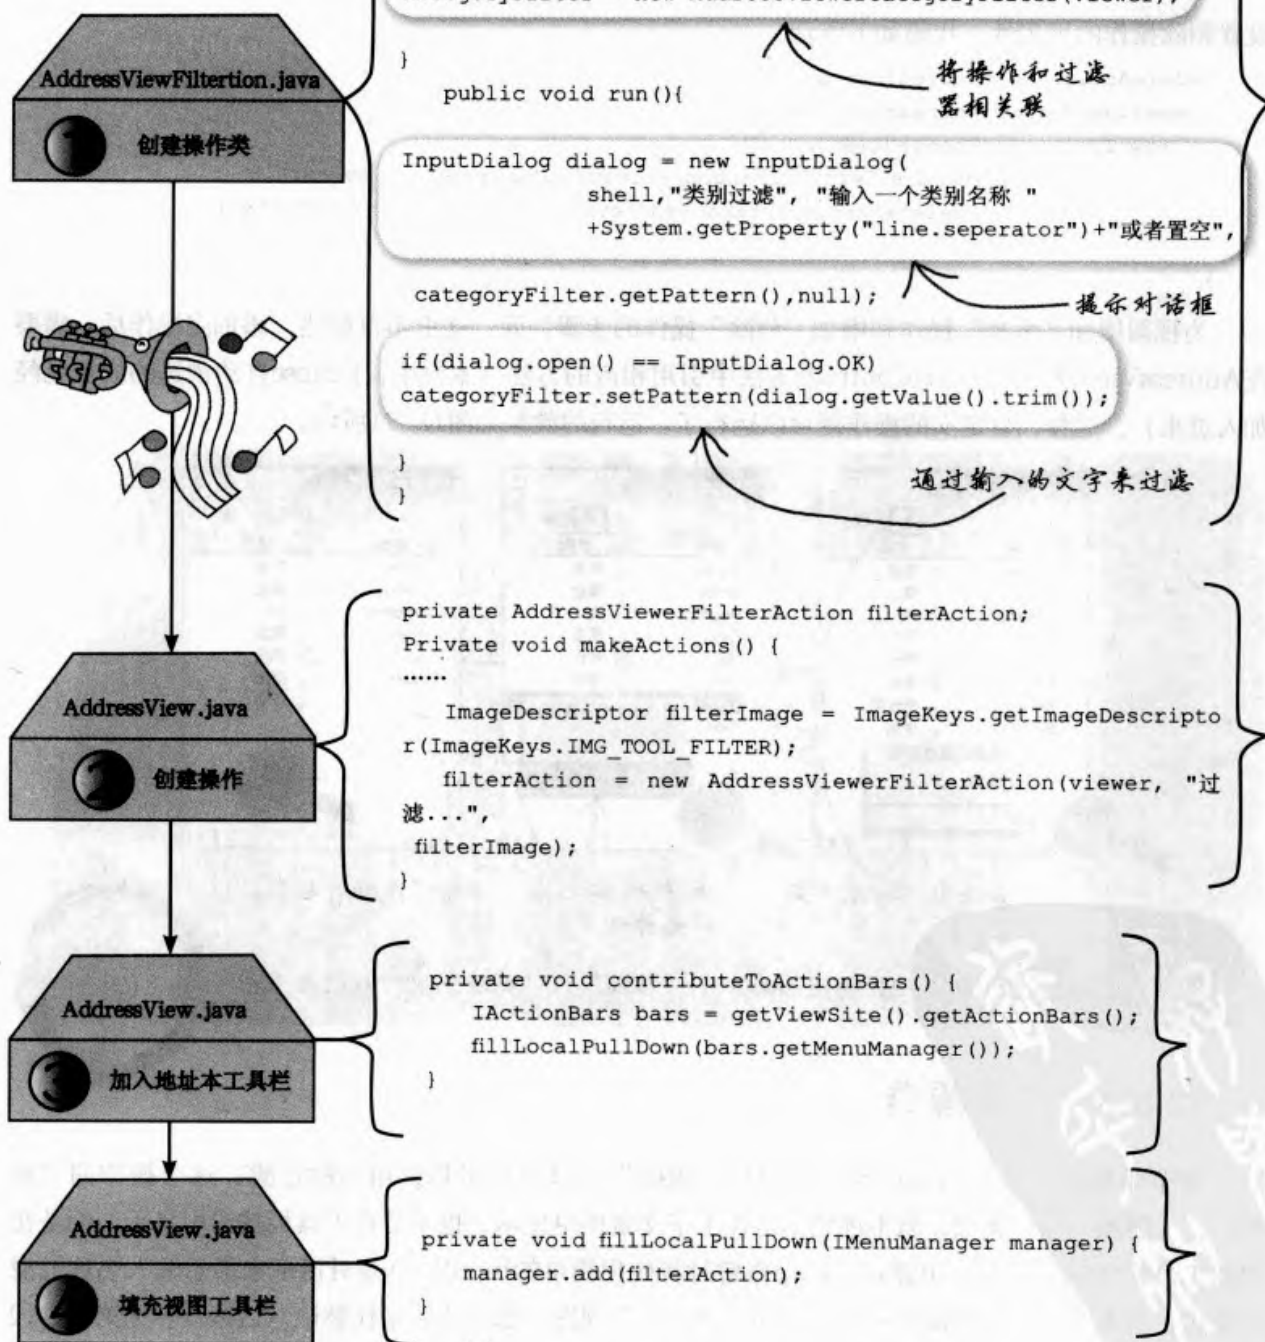 AddressViewFiltertion.java
1 创建操作类
}
public void run(){
将操作和过滤
器相关联
InputDialog dialog = new InputDialog(
shell,"类别过滤", "输入一个类别名称 "
+System.getProperty("line.seperator")+"或者置空",
categoryFilter.getPattern(),null);
提示对话框
if(dialog.open() == InputDialog.OK)
categoryFilter.setPattern(dialog.getValue().trim());
}
}
通过输入的文字来过滤
AddressView.java
2 创建操作
private AddressViewerFilterAction filterAction;
Private void makeActions() {
......
ImageDescriptor filterImage = ImageKeys.getImageDescripto
r(ImageKeys.IMG_TOOL_FILTER);
filterAction = new AddressViewerFilterAction(viewer, "过
滤...",
filterImage);
}
AddressView.java
3 加入地址本工具栏
private void contributeToActionBars() {
IActionBars bars = getViewSite().getActionBars();
fillLocalPullDown(bars.getMenuManager());
}
AddressView.java
4 填充视图工具栏
private void fillLocalPullDown(IMenuManager manager) {
manager.add(filterAction);
}